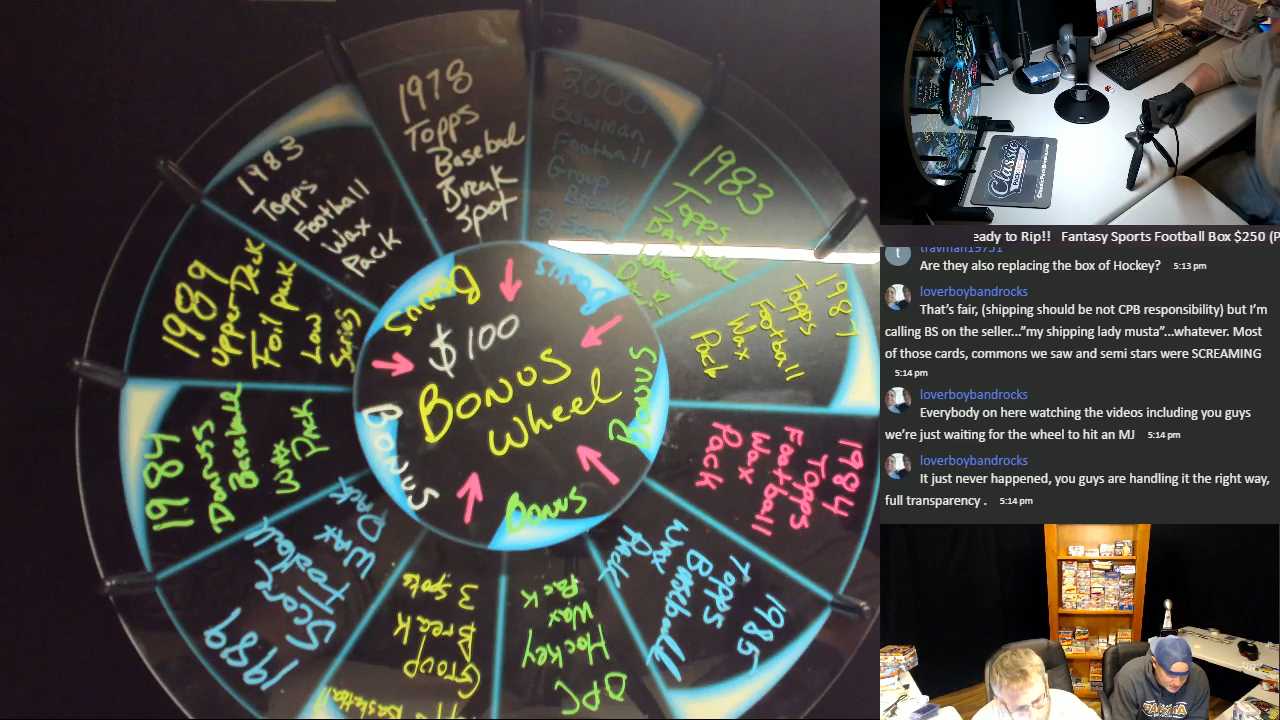 1978
Topps
Baseball
Break
Spot
2000
Bowman
Football
Group
Break
1983
Topps
Baseball
Wax
1987
Topps
Football
Wax
Pack
1984
Topps
Football
Wax
Pack
1985
Topps
Baseball
Wax
Pack
OPC
Hockey
Wax
Pack
Basketball
Group
Break
3 Spots
1989
Hoops
Wax
Pack
1984
Donruss
Baseball
Wax
Pack
1989
Upper Deck
Foil Pack
Low
Series
1983
Topps
Football
Wax
Pack
Bonus
Bonus
Bonus
Bonus
Bonus
$100
Bonus
Wheel
Classic
eady to Rip!! Fantasy Sports Football Box $250 (P
t travman19751
Are they also replacing the box of Hockey? 5:13 pm
loverboybandrocks
That's fair, (shipping should be not CPB responsibility) but I'm
calling BS on the seller..."my shipping lady musta"...whatever. Most
of those cards, commons we saw and semi stars were SCREAMING
5:14 pm
loverboybandrocks
Everybody on here watching the videos including you guys
we're just waiting for the wheel to hit an MJ 5:14 pm
loverboybandrocks
It just never happened, you guys are handling it the right way,
full transparency . 5:14 pm